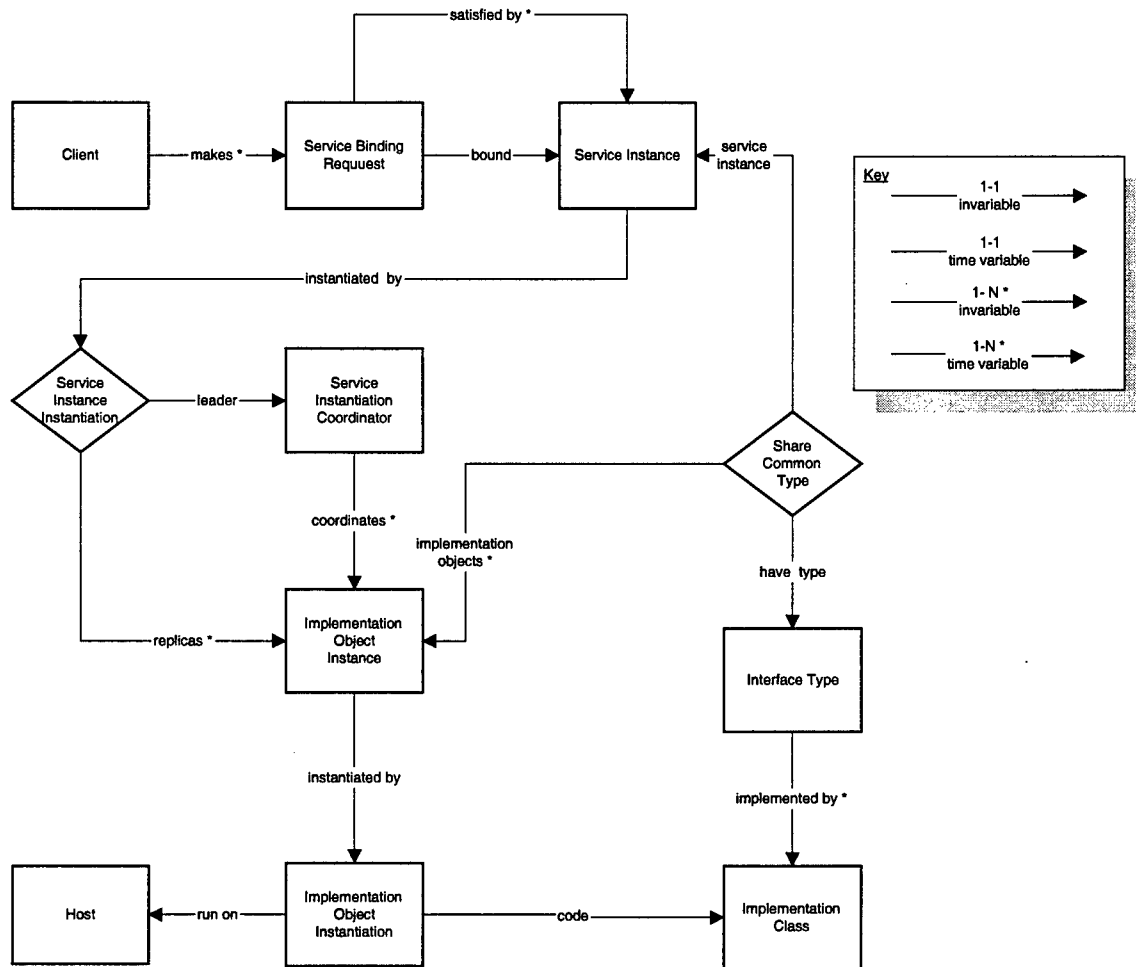 satisfied by *
Client
makes *
Service Binding
Requuest
bound
Service Instance
service
instance
Key
1-1
invariable
1-1
time variable
1- N *
invariable
1-N *
time variable
instantiated by
Service
Instance
Instantiation
leader
Service
Instantiation
Coordinator
Share
Common
Type
coordinates *
implementation
objects *
have type
replicas *
Implementation
Object
Instance
Interface Type
instantiated by
implemented by *
Host
run on
Implementation
Object
Instantiation
code
Implementation
Class